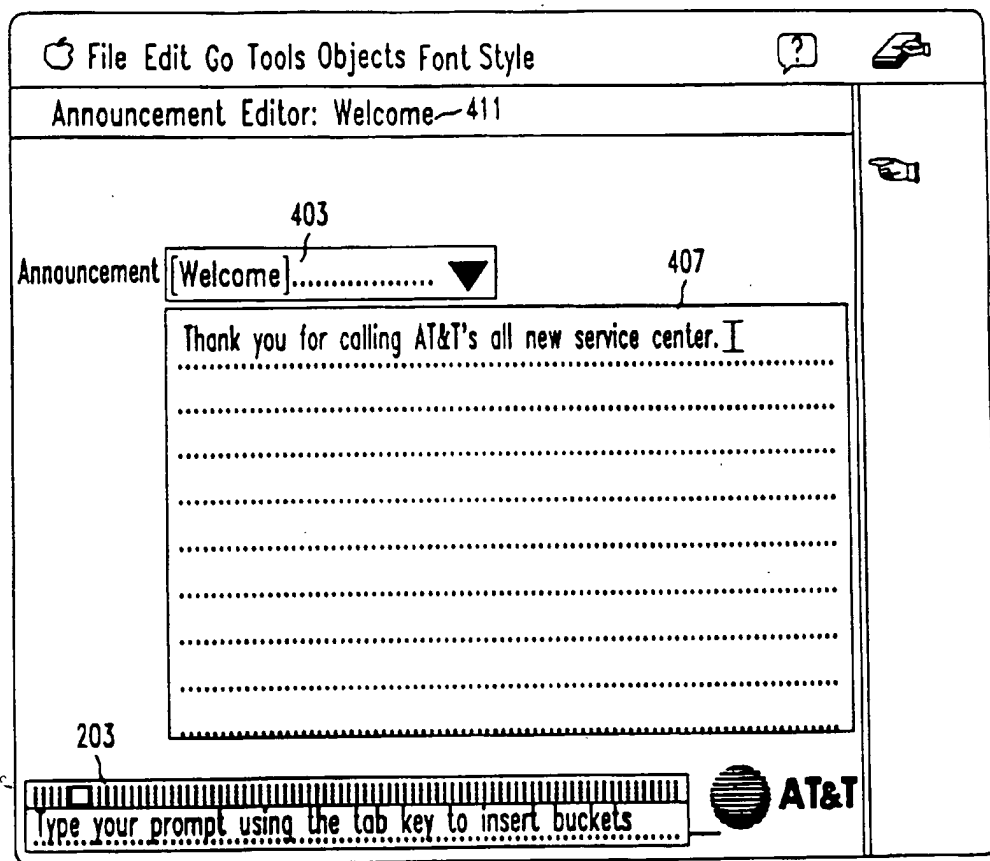 File Edit Go Tools Objects Font Style ?
Announcement Editor: Welcome 411
403
Announcement [Welcome].................. 407
Thank you for calling AT&T's all new service center.
203
AT&T
Type your prompt using the tab key to insert buckets